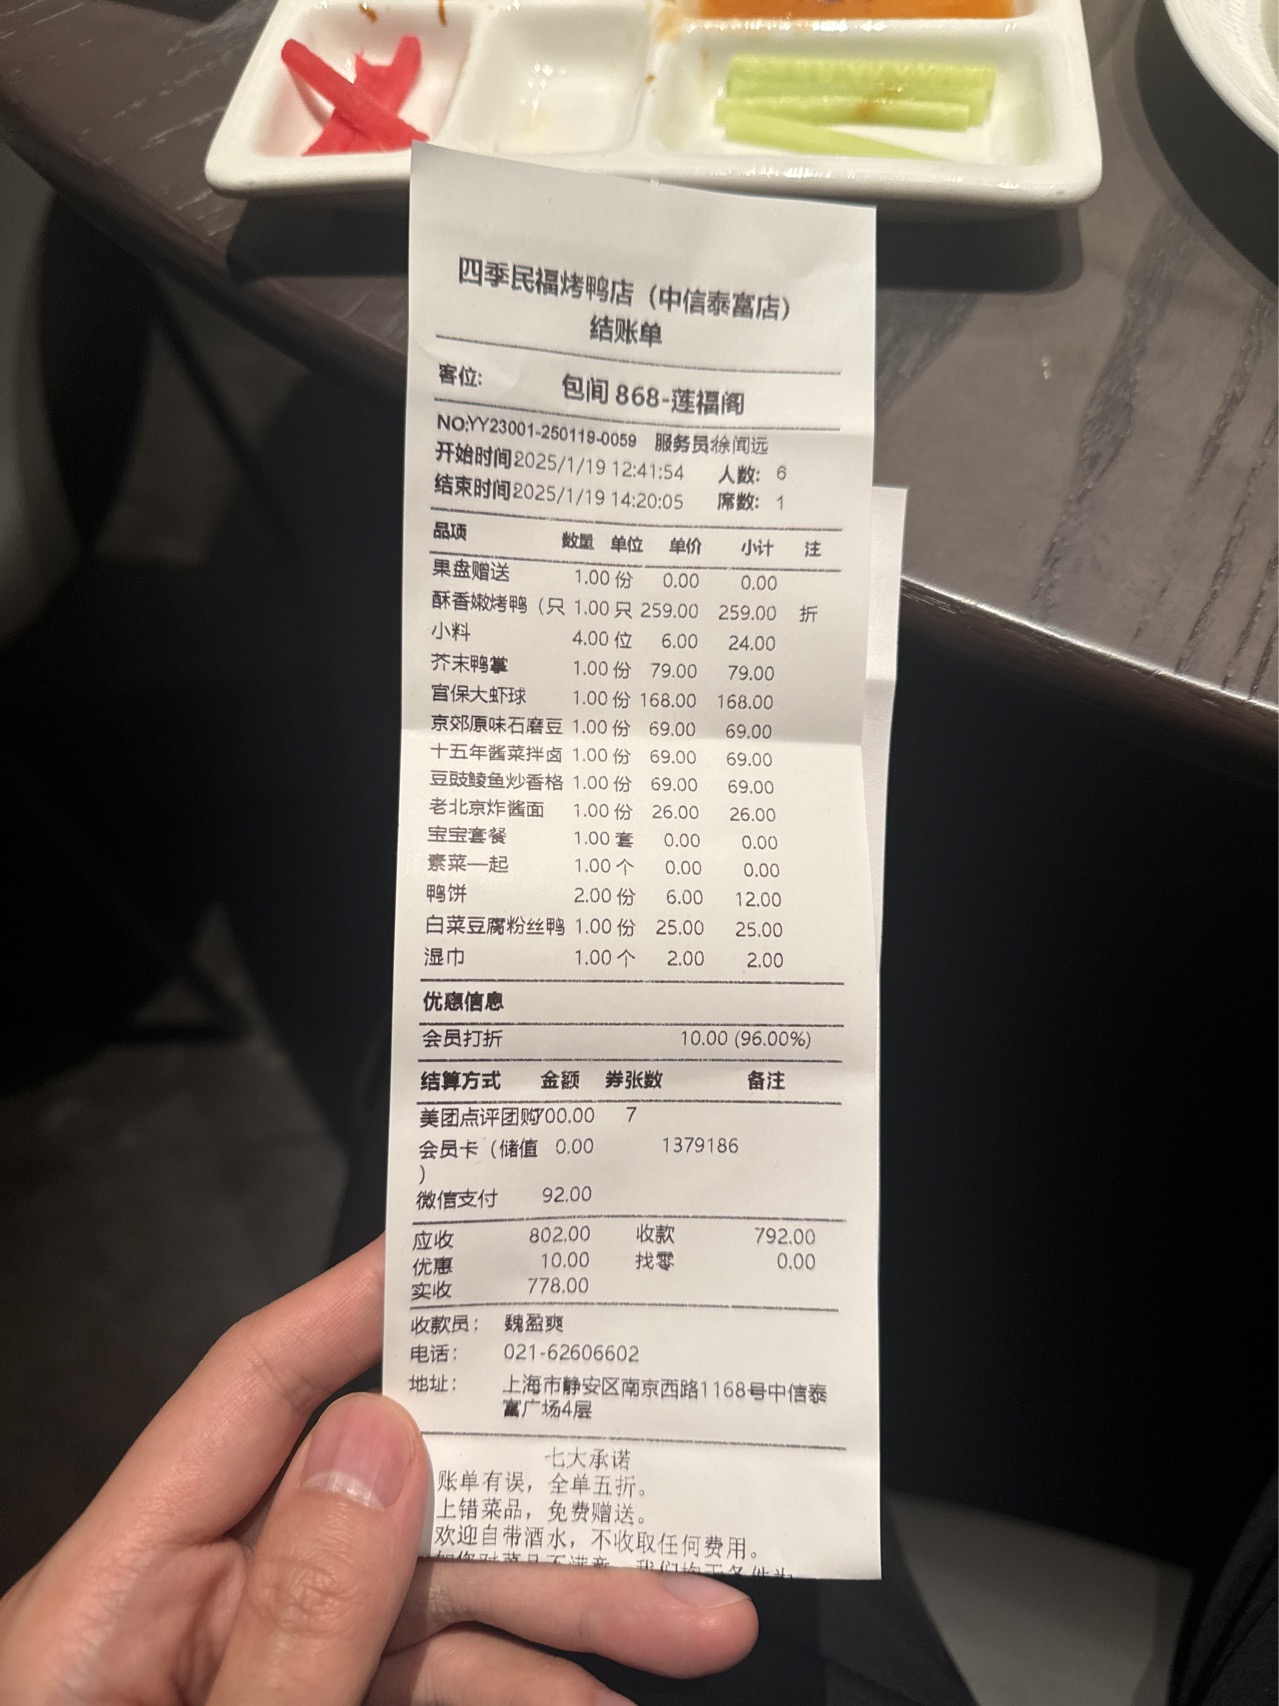 四季民福烤鸭店（中信泰富店）
结账单
客位: 包间 868-莲福阁
NO:YY23001-250119-0059 服务员:徐闻远
开始时间2025/1/19 12:41:54 人数: 6
结束时间2025/1/19 14:20:05 席数: 1
品项 数量 单位 单价 小计 注
果盘赠送 1.00 份 0.00 0.00
酥香嫩烤鸭（只 1.00 只 259.00 259.00 折
小料 4.00 位 6.00 24.00
芥末鸭掌 1.00 份 79.00 79.00
宫保大虾球 1.00 份 168.00 168.00
京郊原味石磨豆 1.00 份 69.00 69.00
十五年酱菜拌卤 1.00 份 69.00 69.00
豆豉鲮鱼炒香格 1.00 份 69.00 69.00
老北京炸酱面 1.00 份 26.00 26.00
宝宝套餐 1.00 套 0.00 0.00
素菜一起 1.00 个 0.00 0.00
鸭饼 2.00 份 6.00 12.00
白菜豆腐粉丝鸭 1.00 份 25.00 25.00
湿巾 1.00 个 2.00 2.00
优惠信息
会员打折 10.00 (96.00%)
结算方式 金额 券张数 备注
美团点评团购700.00 7
会员卡（储值 0.00 1379186
）
微信支付 92.00
应收 802.00 收款 792.00
优惠 10.00 找零 0.00
实收 778.00
收款员: 魏盈爽
电话: 021-62606602
地址: 上海市静安区南京西路1168号中信泰
富广场4层
七大承诺
账单有误，全单五折。
上错菜品，免费赠送。
欢迎自带酒水，不收取任何费用。
如您对菜品不满意，我们均无条件为